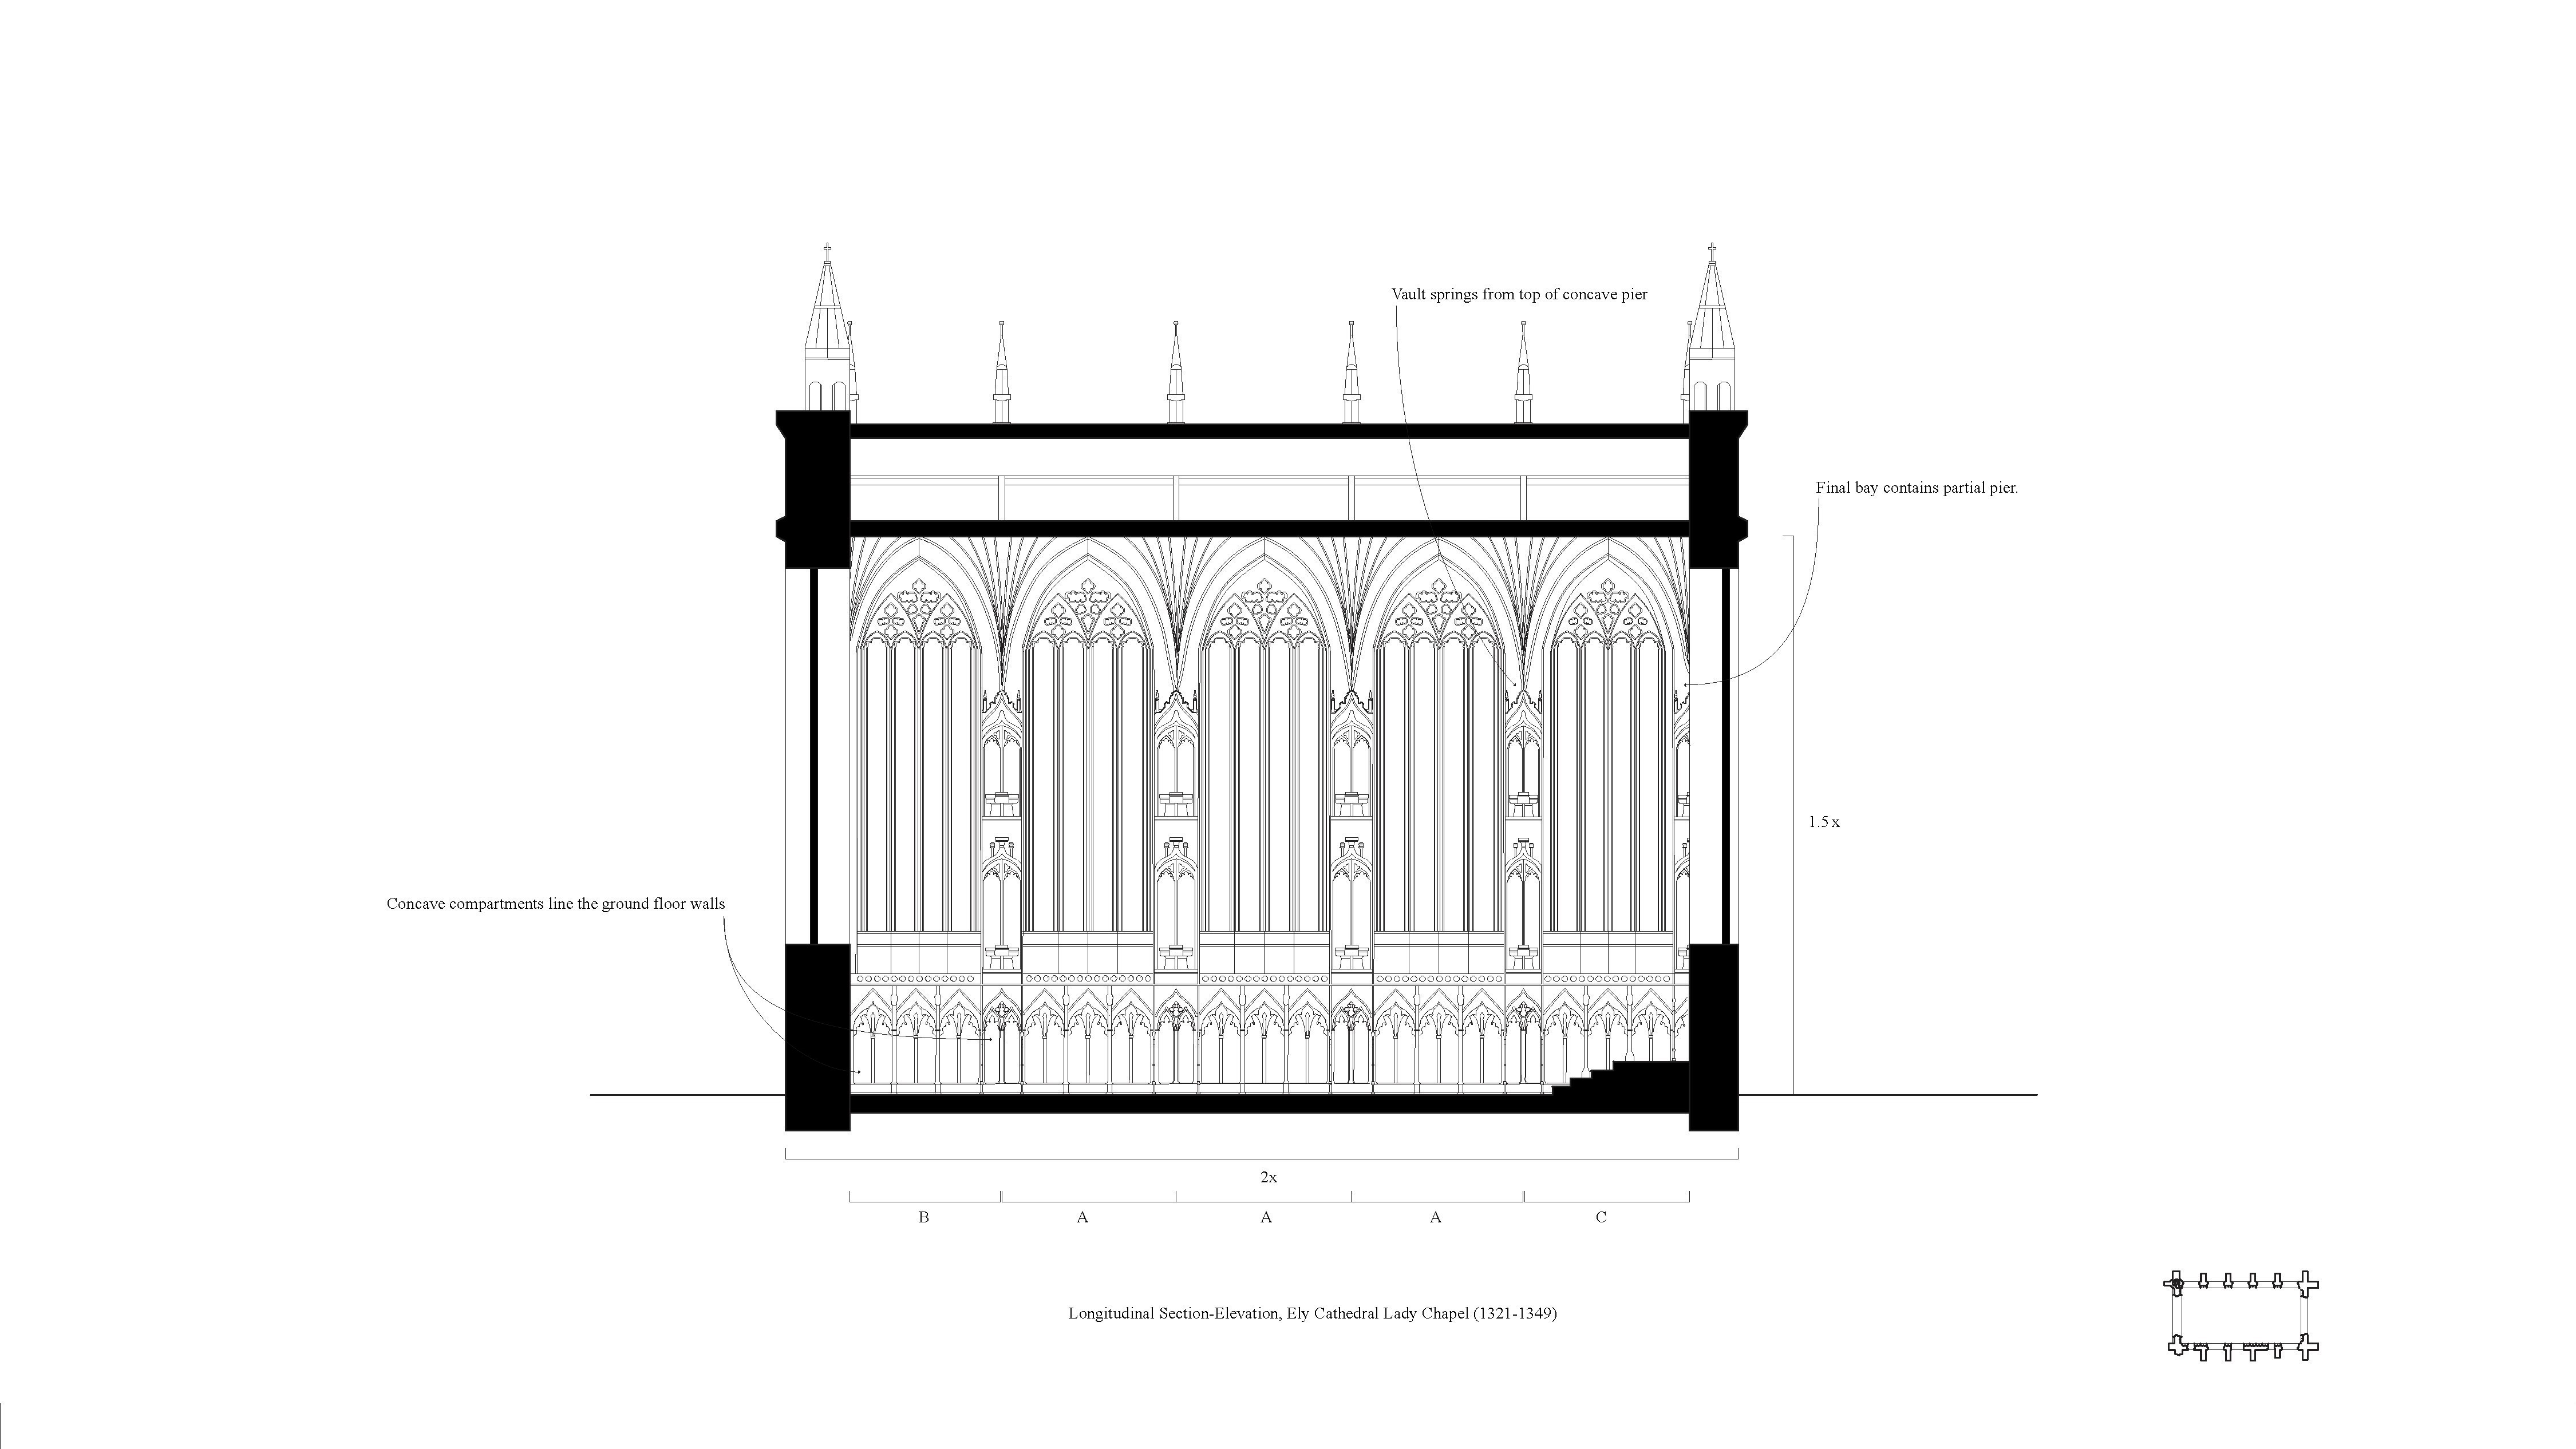 Vault springs from top of concave pier
Final bay contains partial pier.
1.5 x
Concave compartments line the ground floor walls
2x
B A A A C
Longitudinal Section-Elevation, Ely Cathedral Lady Chapel (1321-1349)